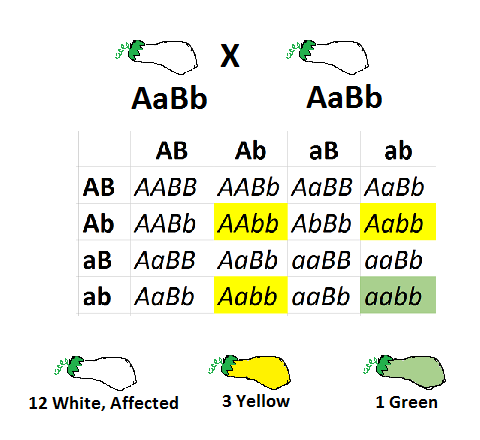 X
AaBb AaBb
AB Ab aB ab
AB AABB AABb AaBB AaBb
Ab AABb AAbb AbBb Aabb
aB AaBB AaBb aaBB aaBb
ab AaBb Aabb aaBb aabb
12 White, Affected 3 Yellow 1 Green